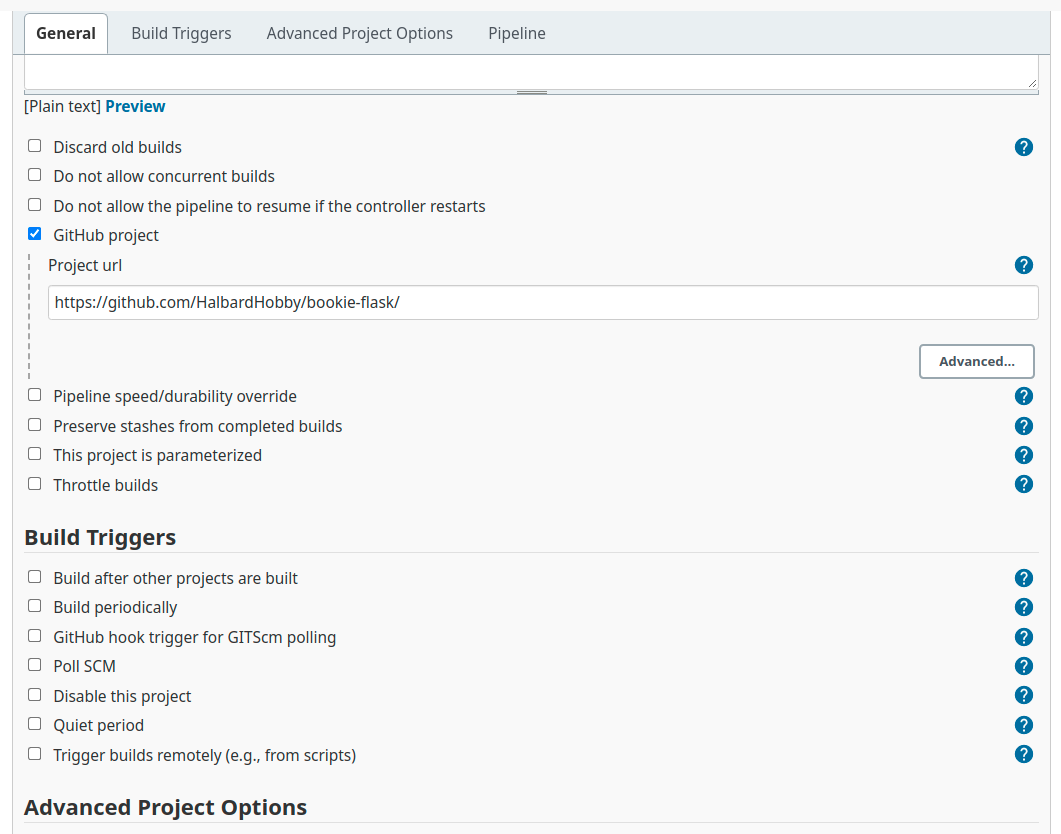 General Build Triggers Advanced Project Options Pipeline
[Plain text] Preview
Discard old builds ?
Do not allow concurrent builds
Do not allow the pipeline to resume if the controller restarts
GitHub project
Project url ?
https://github.com/HalbardHobby/bookie-flask/
Advanced...
Pipeline speed/durability override ?
Preserve stashes from completed builds ?
This project is parameterized ?
Throttle builds ?
Build Triggers
Build after other projects are built ?
Build periodically ?
GitHub hook trigger for GITScm polling ?
Poll SCM ?
Disable this project ?
Quiet period ?
Trigger builds remotely (e.g., from scripts) ?
Advanced Project Options